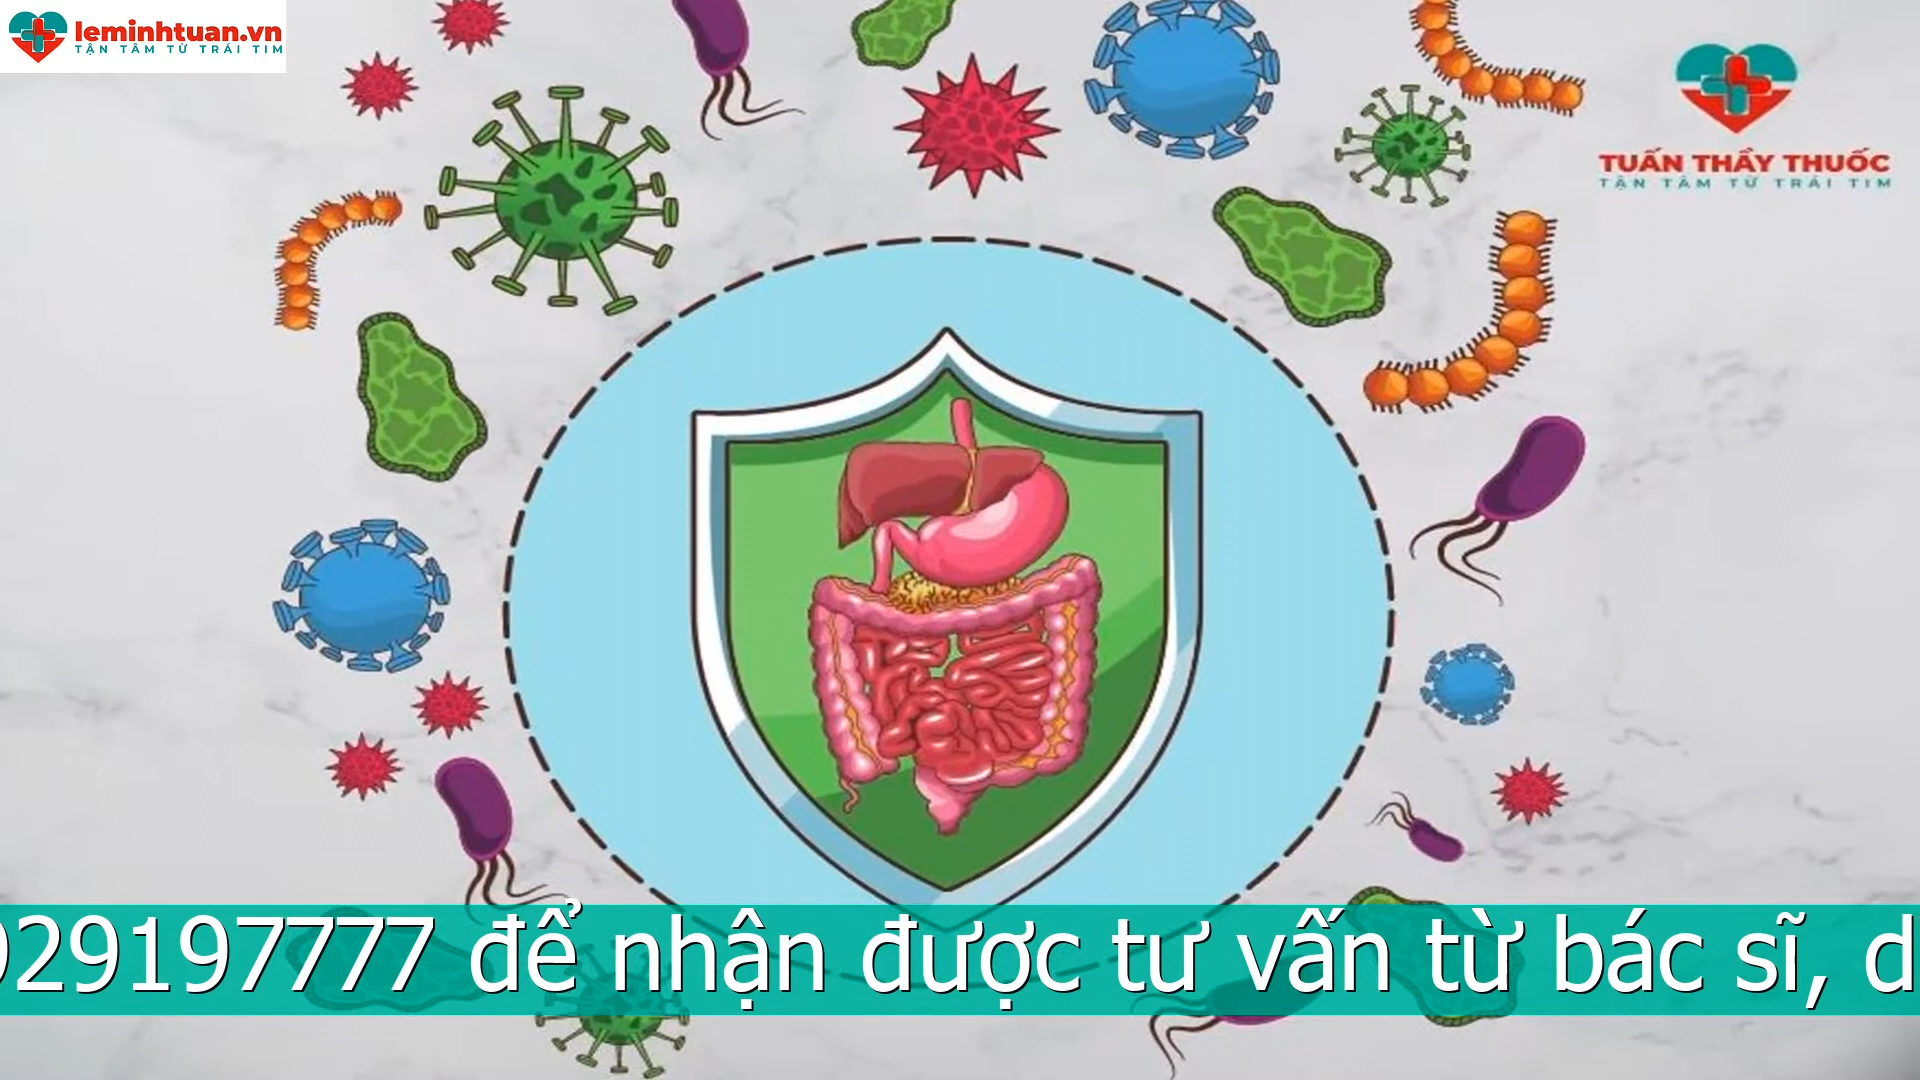 leminhtuan.vn
TẬN TÂM TỪ TRÁI TIM
TUẤN THẦY THUỐC
TẬN TÂM TỪ TRÁI TIM
929197777 để nhận được tư vấn từ bác sĩ,